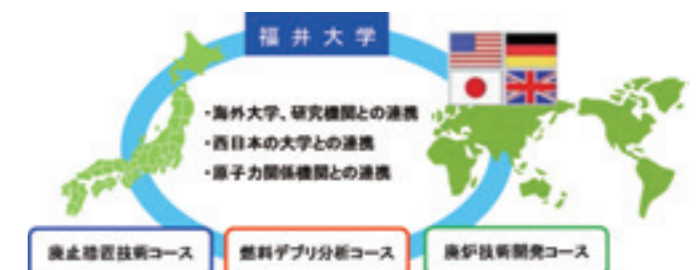 福井大学
・海外大学、研究機関との連携
・西日本の大学との連携
・原子力関係機関との連携
廃止措置技術コース
燃料デブリ分析コース
廃炉技術開発コース